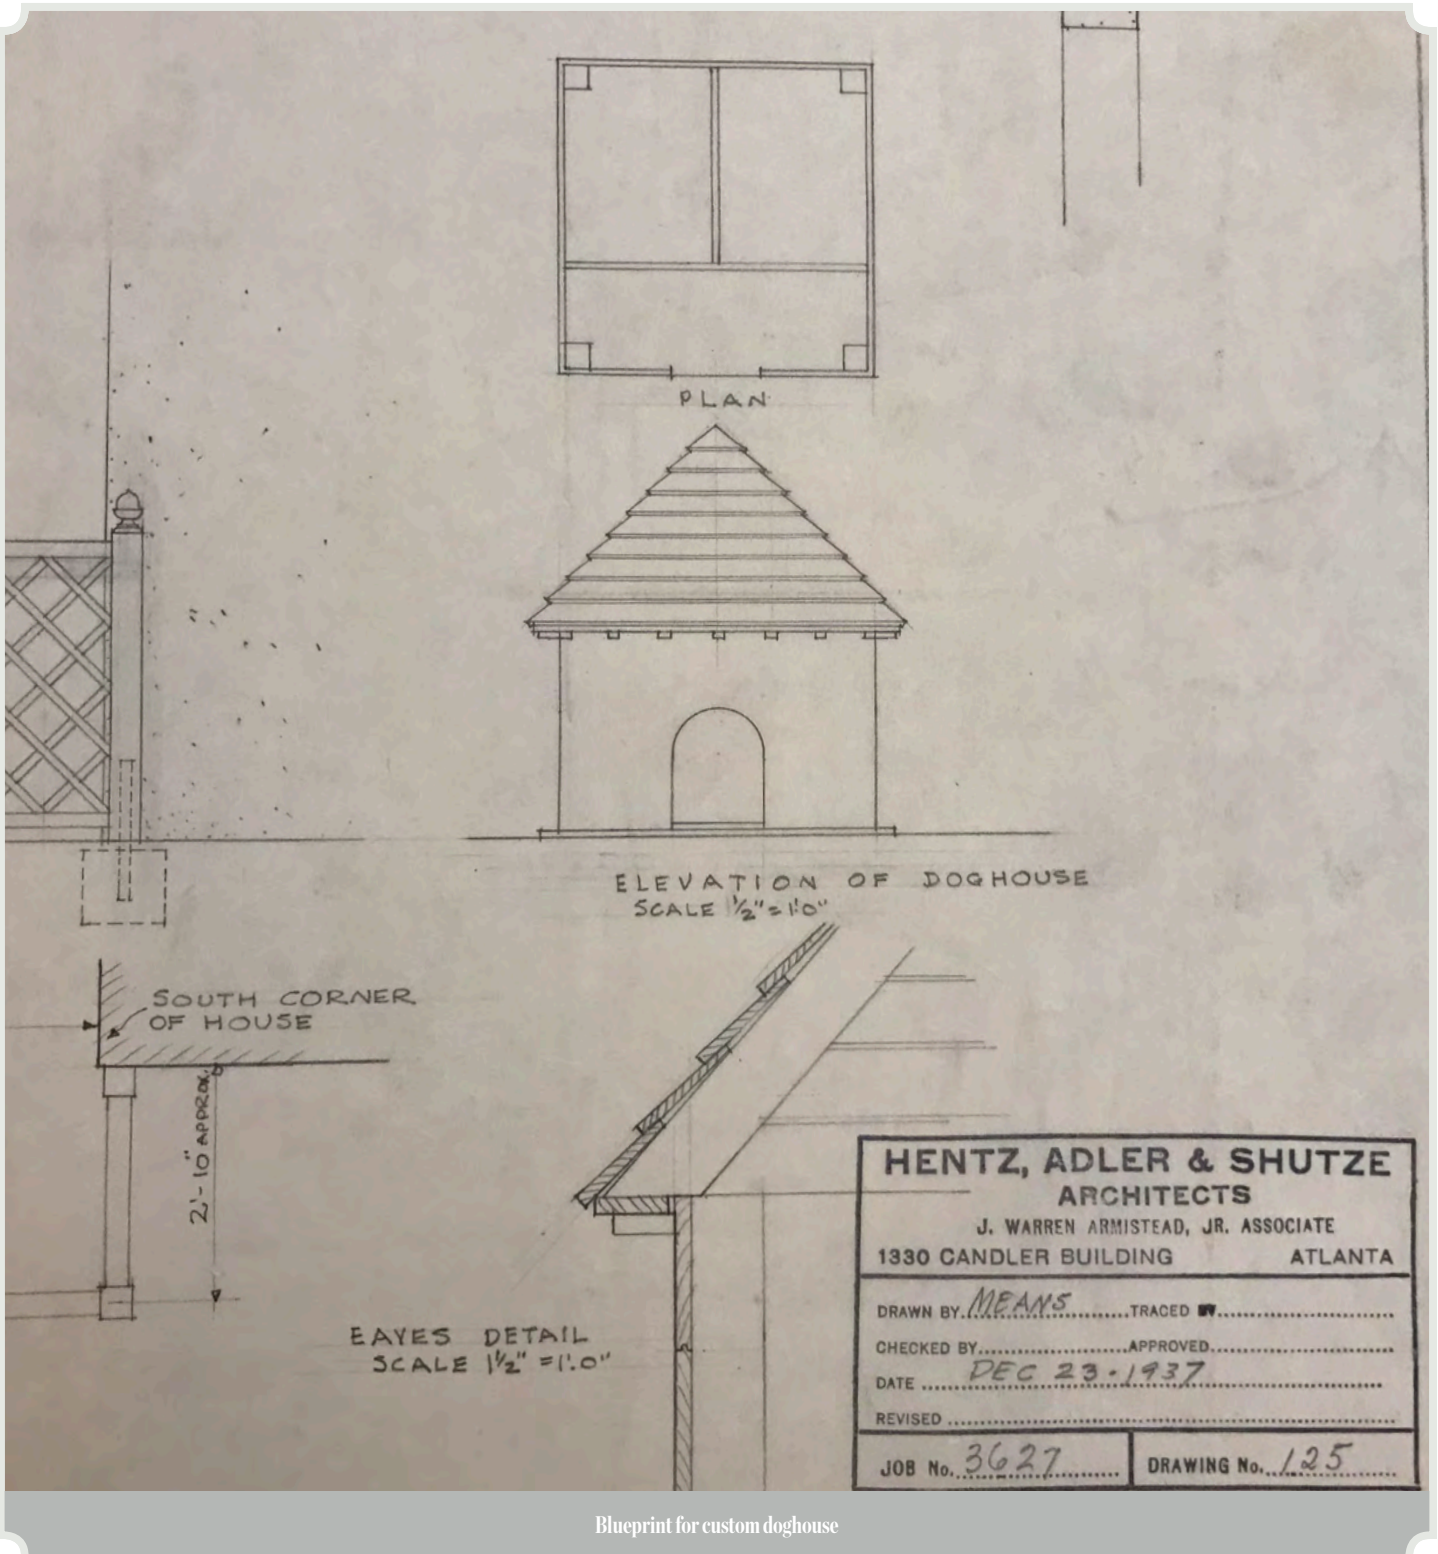 PLAN
ELEVATION OF DOGHOUSE
SCALE 1/2" = 1'.0"
SOUTH CORNER
OF HOUSE
2'-10" APPROX.
EAVES DETAIL
SCALE 1 1/2" = 1'.0"
HENTZ, ADLER & SHUTZE
ARCHITECTS
J. WARREN ARMISTEAD, JR. ASSOCIATE
1330 CANDLER BUILDING ATLANTA
DRAWN BY. MEANS TRACED BY
CHECKED BY APPROVED
DATE DEC 23.1937
REVISED
JOB No. 3627 DRAWING No. 125
Blueprint for custom doghouse